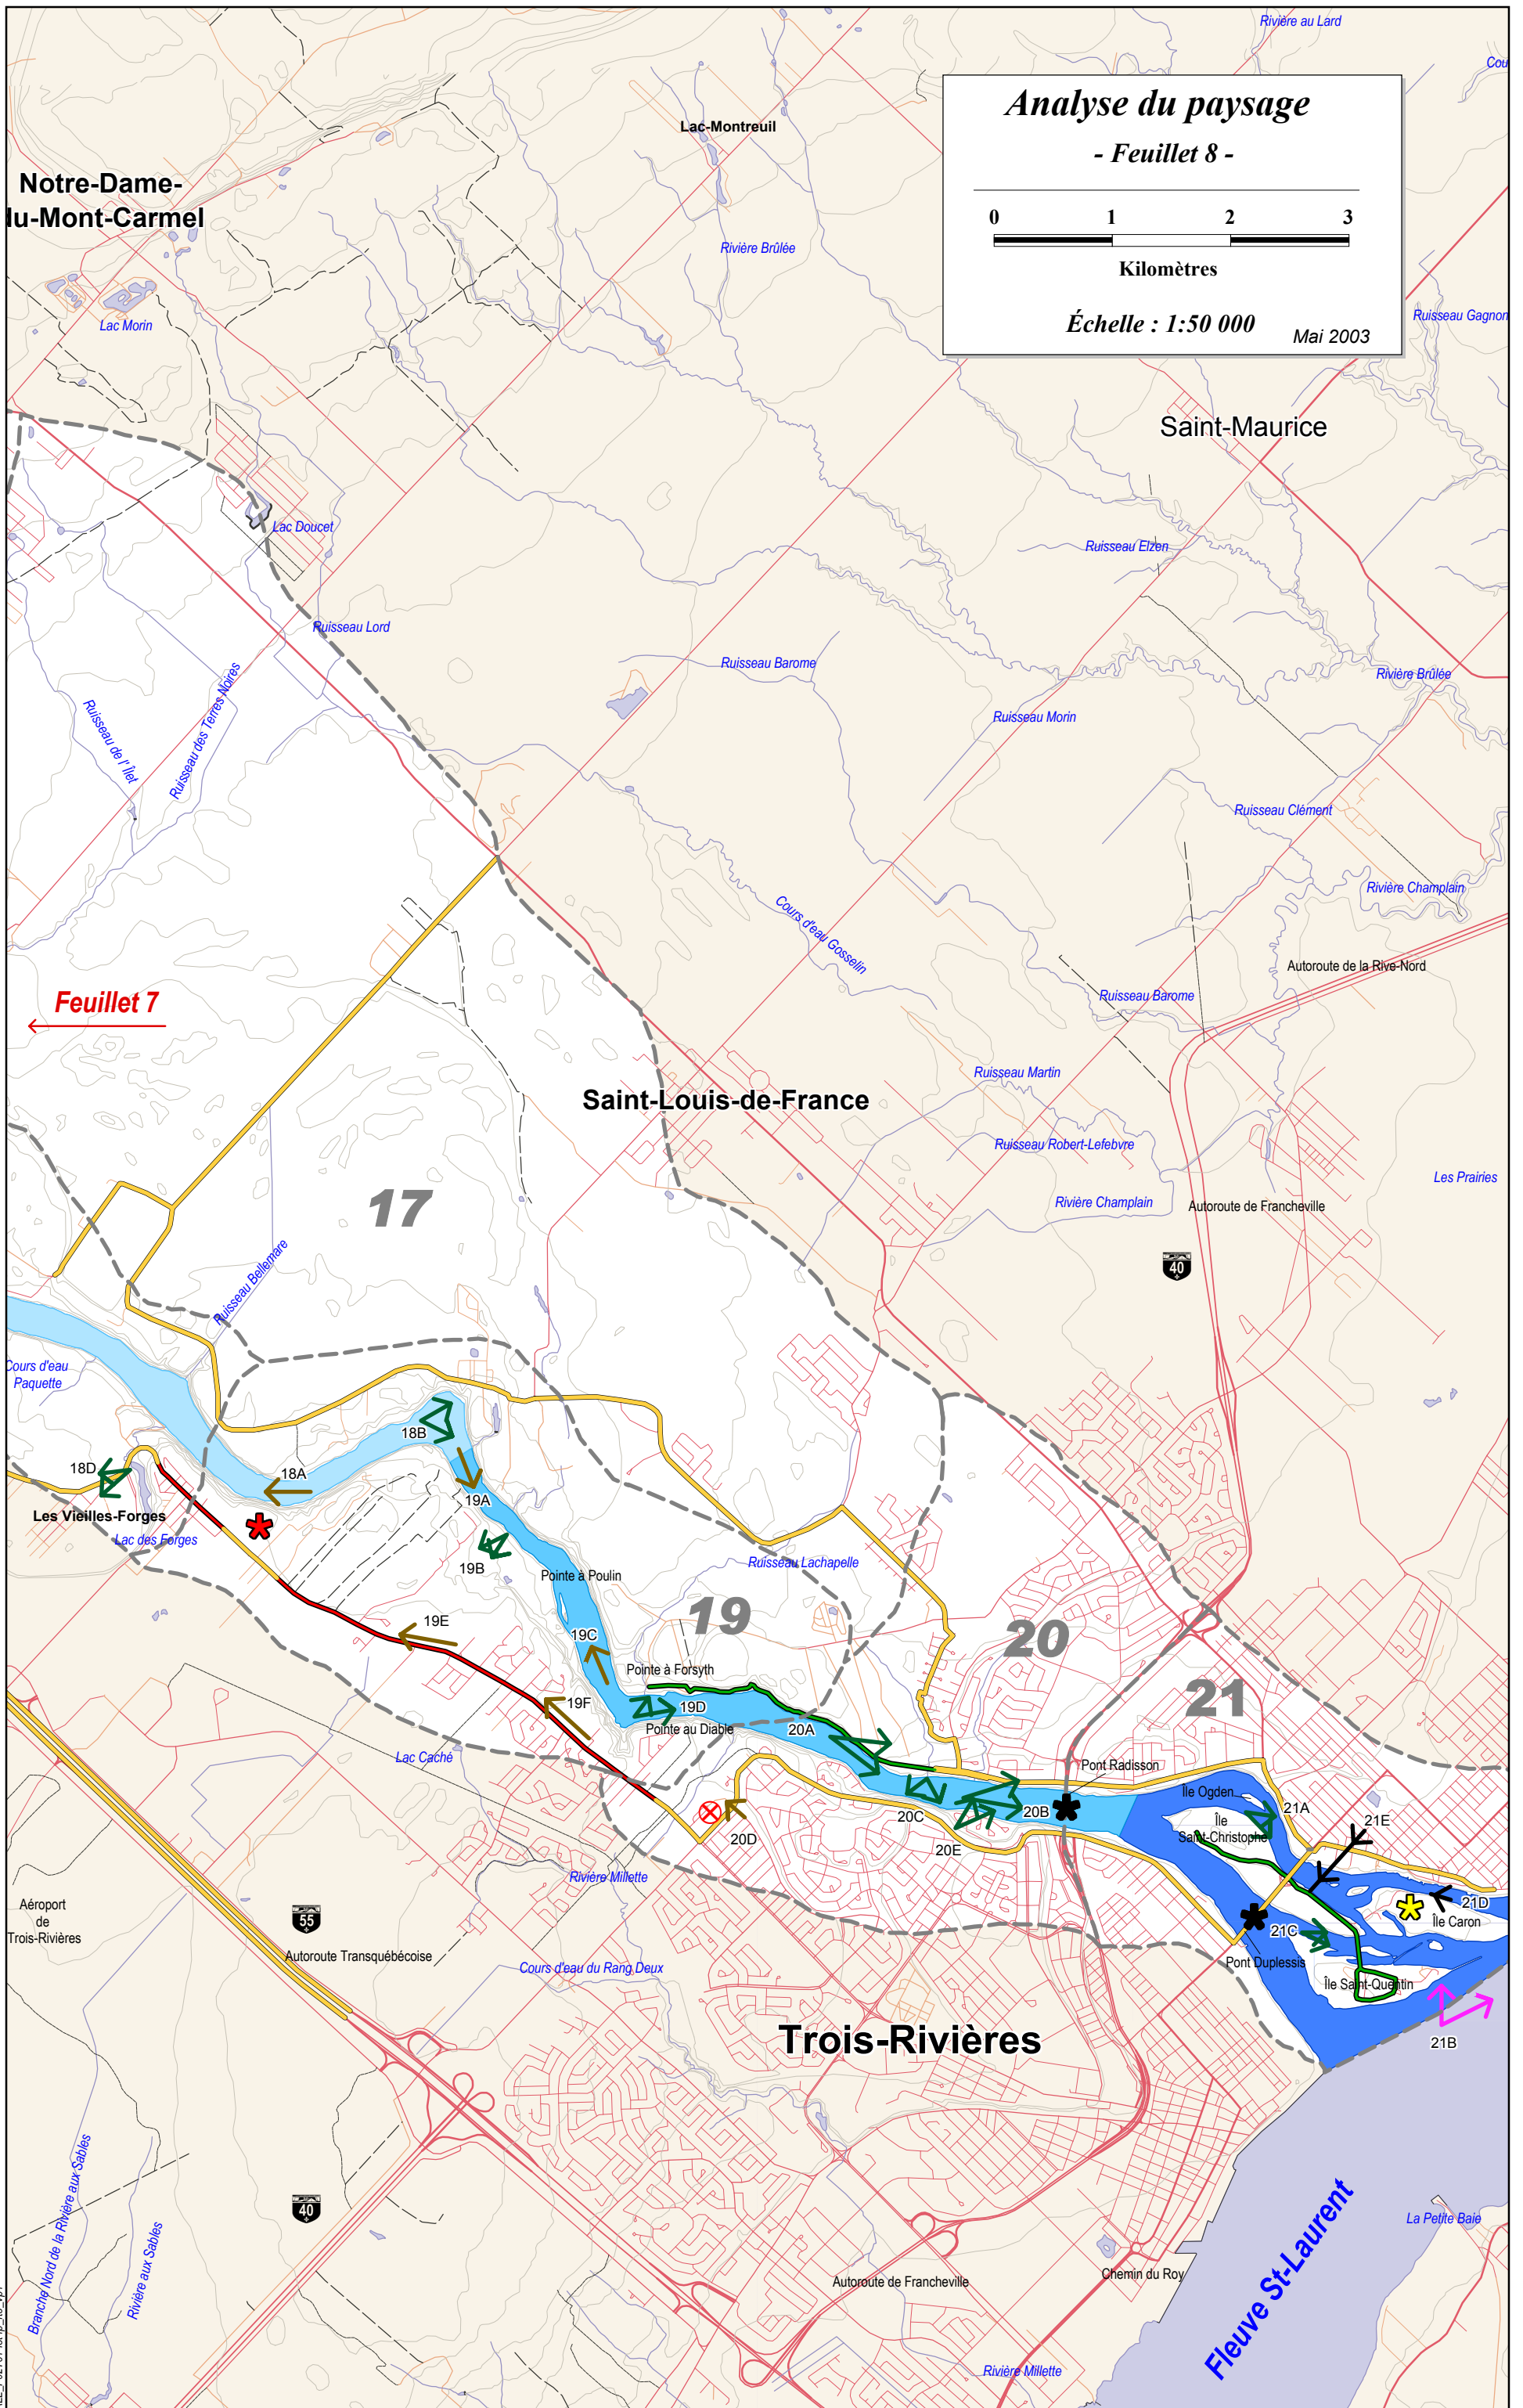 Rivière au Lard
Cou
Analyse du paysage
- Feuillet 8 -
0 1 2 3
Kilomètres
Échelle : 1:50 000
Mai 2003
Lac-Montreuil
Notre-Dame-
du-Mont-Carmel
Rivière Brûlée
Lac Morin
Ruisseau Gagnon
Saint-Maurice
Lac Doucet
Ruisseau Elzen
Ruisseau Lord
Ruisseau Barome
Rivière Brûlée
Ruisseau des Terres Noires
Ruisseau de l' Îlet
Ruisseau Morin
Ruisseau Clément
Rivière Champlain
Cours d'eau Gosselin
Autoroute de la Rive-Nord
Feuillet 7
Ruisseau Barome
Ruisseau Martin
Saint-Louis-de-France
Ruisseau Robert-Lefebvre
Les Prairies
17
Rivière Champlain
Autoroute de Francheville
40
Ruisseau Bellemare
Cours d'eau
Paquette
18B
18D
18A
19A
Les Vieilles-Forges
Lac des Forges
19B
Pointe à Poulin
Ruisseau Lachapelle
19
19E
19C
20
Pointe à Forsyth
21
19F
19D
Pointe au Diable
20A
Lac Caché
Pont Radisson
Île Ogden
20C
20B
21A
Île
Saint-Christophe
21E
20D
20E
Rivière Millette
Aéroport
de
Trois-Rivières
55
21D
Île Caron
21C
Autoroute Transquébécoise
Pont Duplessis
Cours d'eau du Rang Deux
Île Saint-Quentin
Trois-Rivières
21B
Branche Nord de la Rivière aux Sables
Rivière aux Sables
40
Fleuve St-Laurent
La Petite Baie
Chemin du Roy
Autoroute de Francheville
Rivière Millette